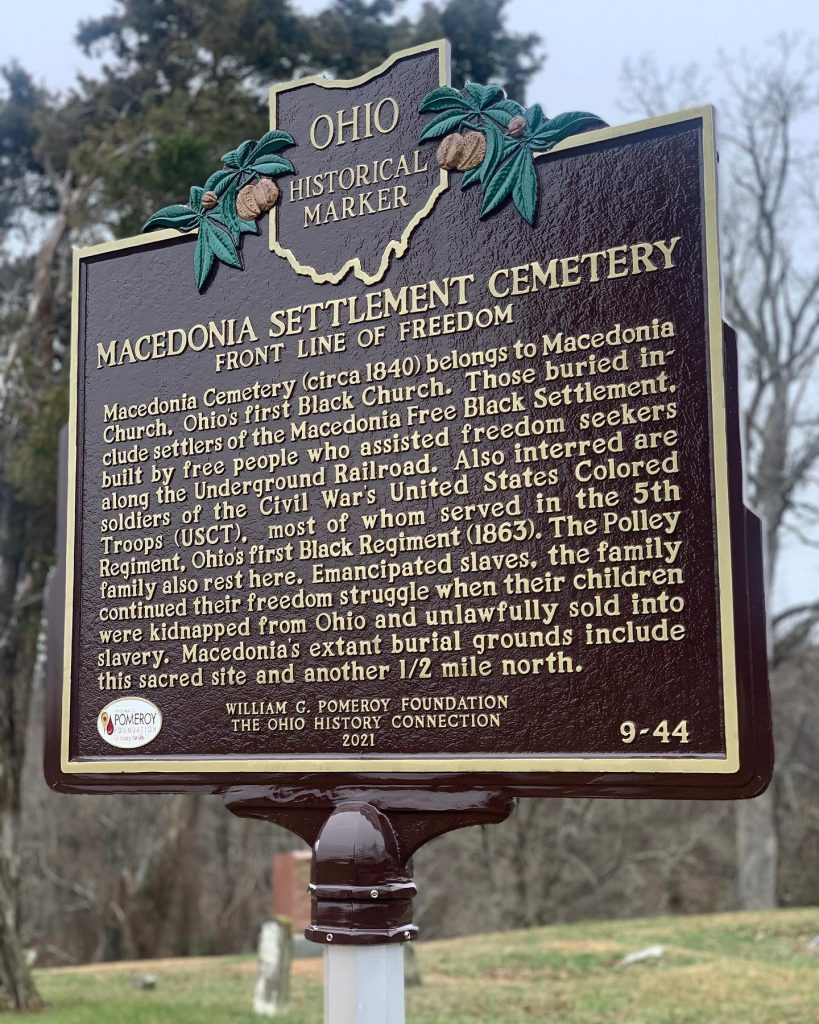 OHIO
HISTORICAL
MARKER
MACEDONIA SETTLEMENT CEMETERY
FRONT LINE OF FREEDOM
Macedonia Cemetery (circa 1840) belongs to Macedonia
Church, Ohio's first Black Church. Those buried in-
clude settlers of the Macedonia Free Black Settlement,
built by free people who assisted freedom seekers
along the Underground Railroad. Also interred are
soldiers of the Civil War's United States Colored
Troops (USCT), most of whom served in the 5th
Regiment, Ohio's first Black Regiment (1863). The Polley
family also rest here. Emancipated slaves, the family
continued their freedom struggle when their children
were kidnapped from Ohio and unlawfully sold into
slavery. Macedonia's extant burial grounds include
this sacred site and another 1/2 mile north.
WILLIAM G. POMEROY FOUNDATION
THE OHIO HISTORY CONNECTION
2021
9-44
POMEROY
FOUNDATION